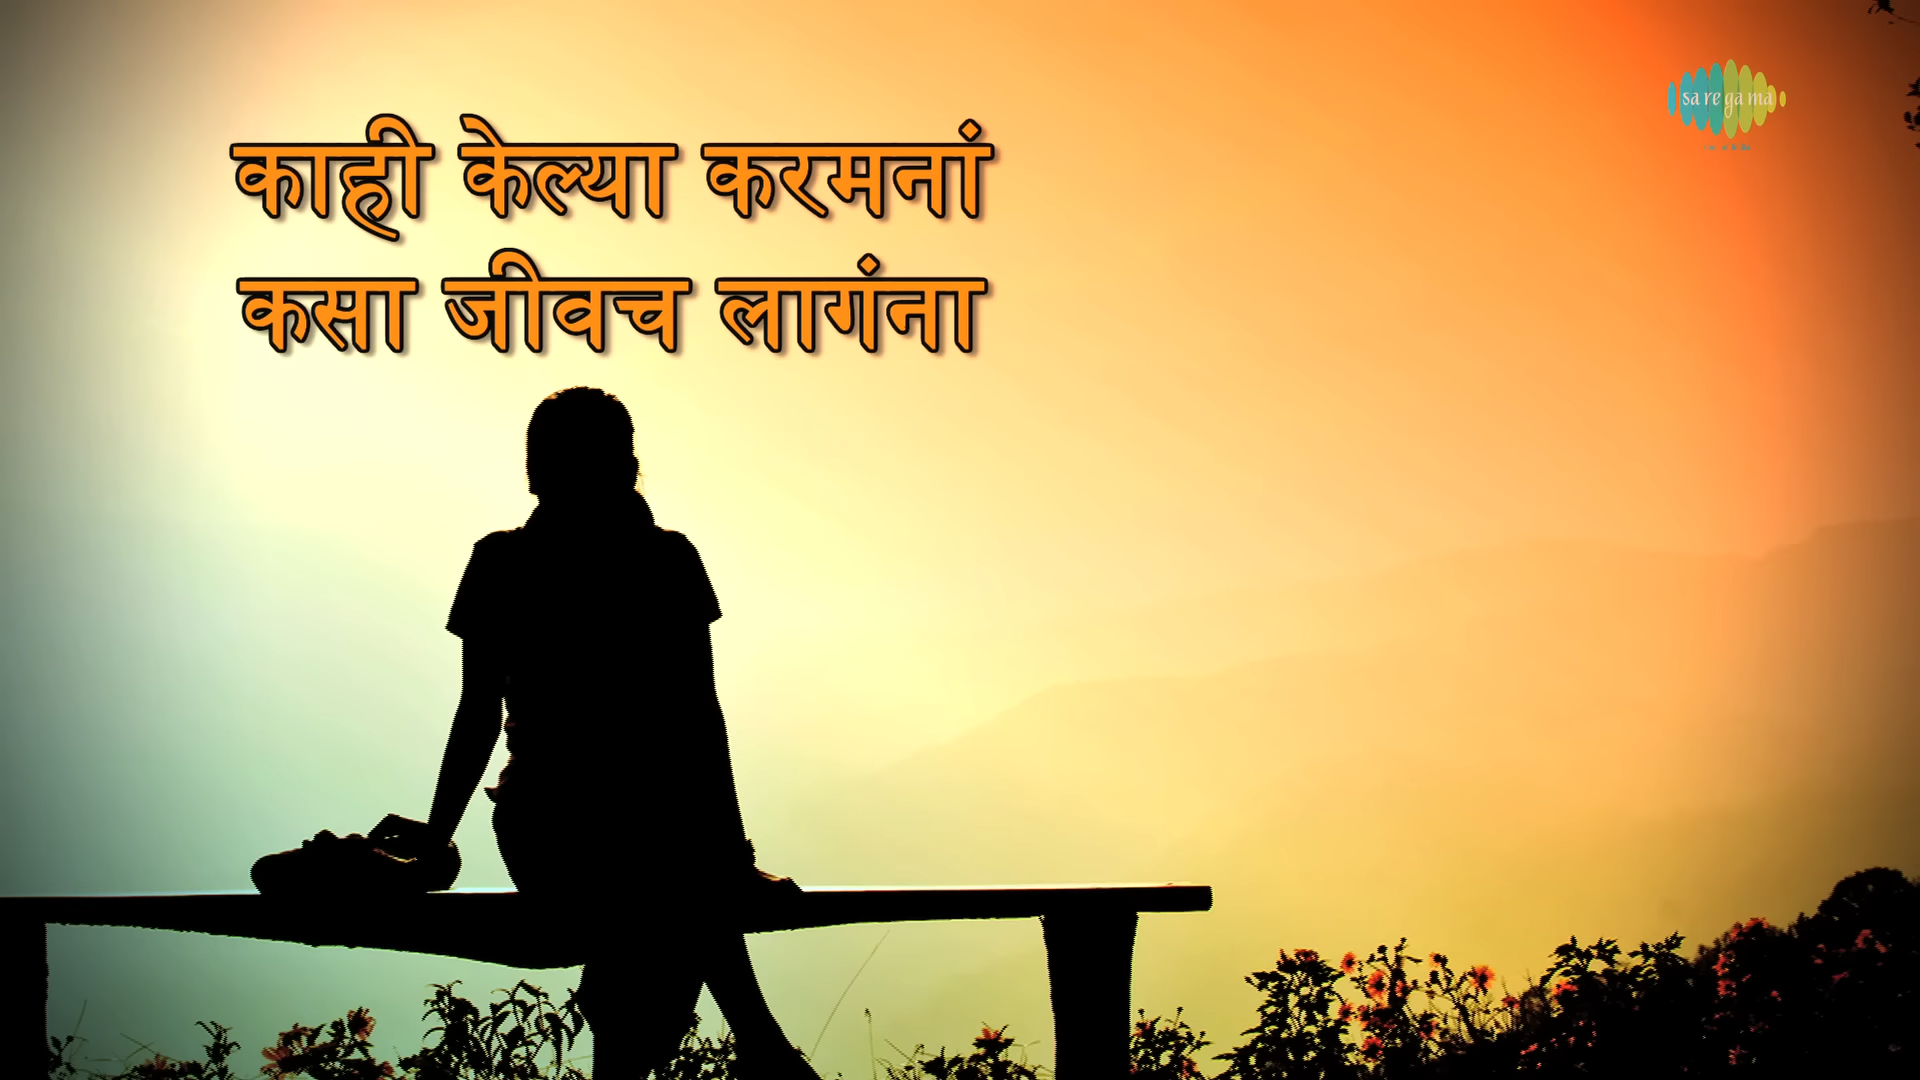 काही केल्या करमनां
कसा जीवच लागंना
sa re ga ma